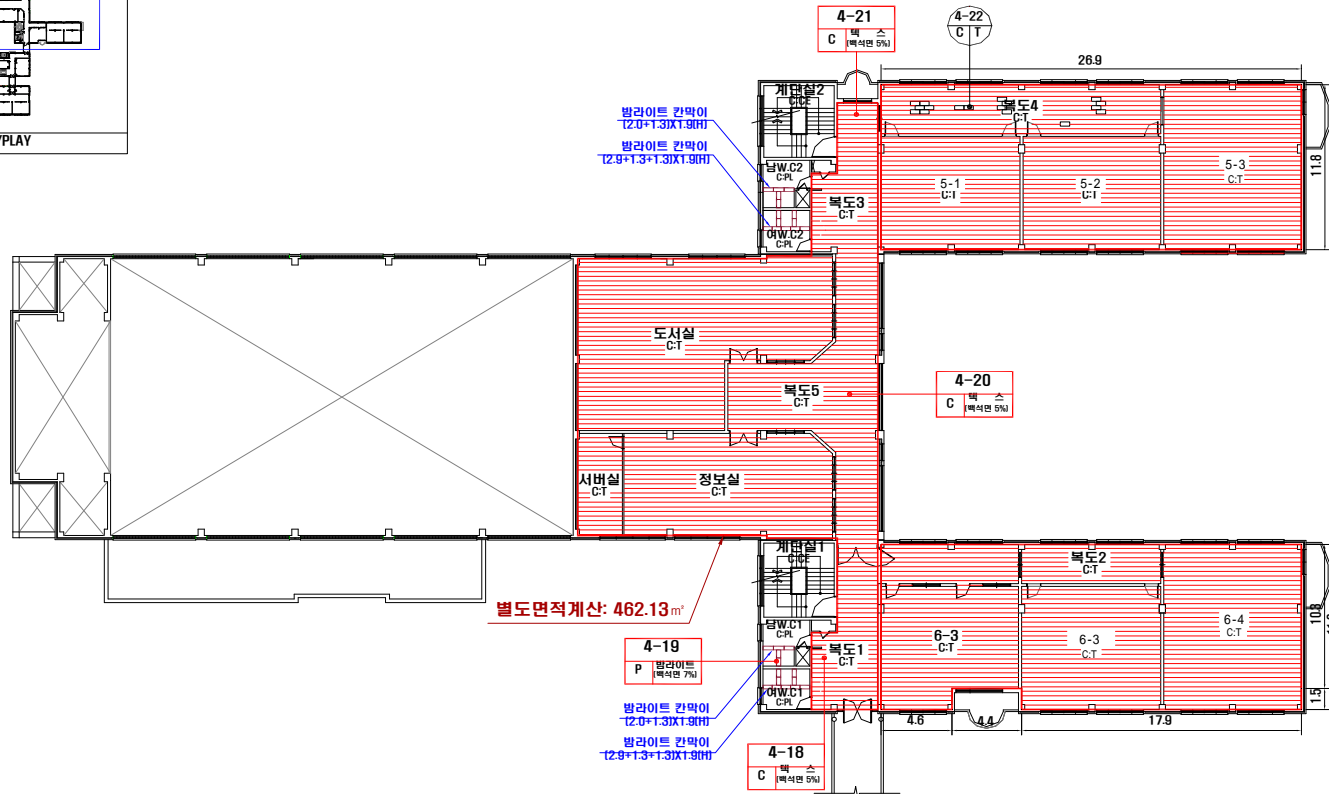 PLAY
4-21
C 텍 스
(백석면 5%)
4-22
C T
26.9
계단실2
C:CE
밤라이트 칸막이
(2.0+1.3)X1.9(H)
밤라이트 칸막이
(2.9+1.3+1.3)X1.9(H)
남W.C2
C:PL
여W.C2
C:PL
복도3
C:T
복도4
C:T
5-1
C:T
5-2
C:T
5-3
C:T
11.8
도서실
C:T
복도5
C:T
4-20
C 텍 스
(백석면 5%)
서버실
C:T
정보실
C:T
계단실1
C:CE
별도면적계산: 462.13㎡
4-19
P 밤라이트
(백석면 7%)
남W.C1
C:PL
여W.C1
C:PL
복도1
C:T
복도2
C:T
6-3
C:T
6-3
C:T
6-4
C:T
10.3
1.5
밤라이트 칸막이
(2.0+1.3)X1.9(H)
밤라이트 칸막이
(2.9+1.3+1.3)X1.9(H)
4.6
4.4
17.9
4-18
C 텍 스
(백석면 5%)